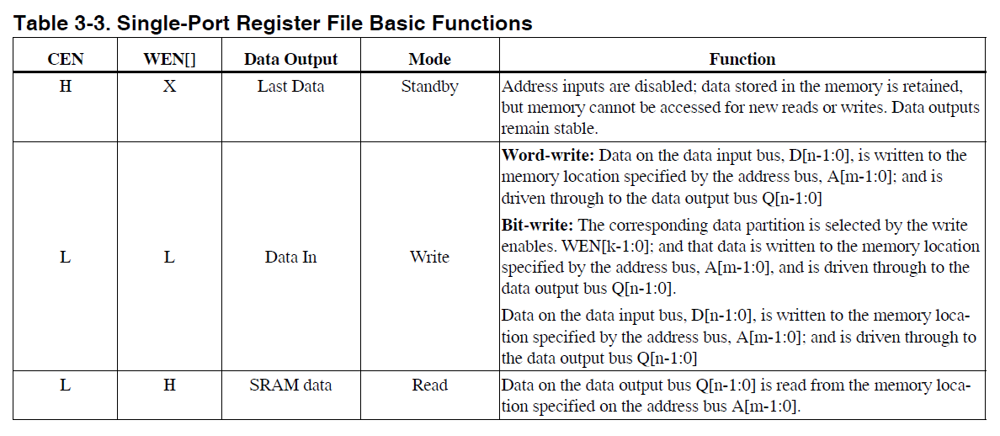 Table 3-3. Single-Port Register File Basic Functions
CEN WEN[] Data Output Mode Function
H X Last Data Standby Address inputs are disabled; data stored in the memory is retained,
but memory cannot be accessed for new reads or writes. Data outputs
remain stable.
Word-write: Data on the data input bus, D[n-1:0], is written to the
memory location specified by the address bus, A[m-1:0]; and is
driven through to the data output bus Q[n-1:0]
Bit-write: The corresponding data partition is selected by the write
enables. WEN[k-1:0]; and that data is written to the memory location
L L Data In Write specified by the address bus, A[m-1:0], and is driven through to the
data output bus Q[n-1:0].
Data on the data input bus, D[n-1:0], is written to the memory loca-
tion specified by the address bus, A[m-1:0]; and is driven through to
the data output bus Q[n-1:0]
L H SRAM data Read Data on the data output bus Q[n-1:0] is read from the memory loca-
tion specified on the address bus A[m-1:0].